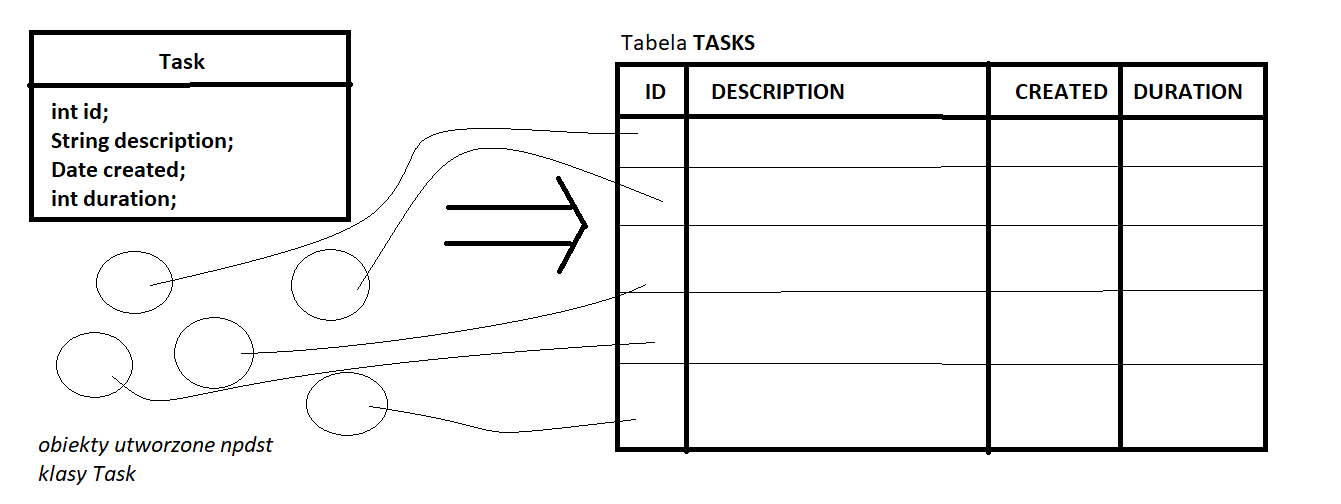 Task
int id;
String description;
Date created;
int duration;
obiekty utworzone npdst
klasy Task
Tabela TASKS
ID DESCRIPTION CREATED DURATION